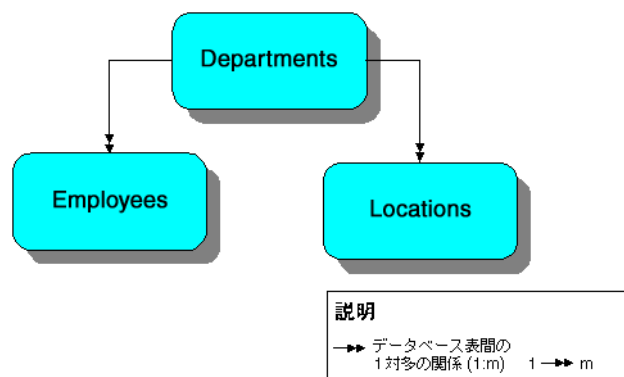 Departments
Employees
Locations
説明
データベース表間の
1対多の関係 (1:m) 1 m